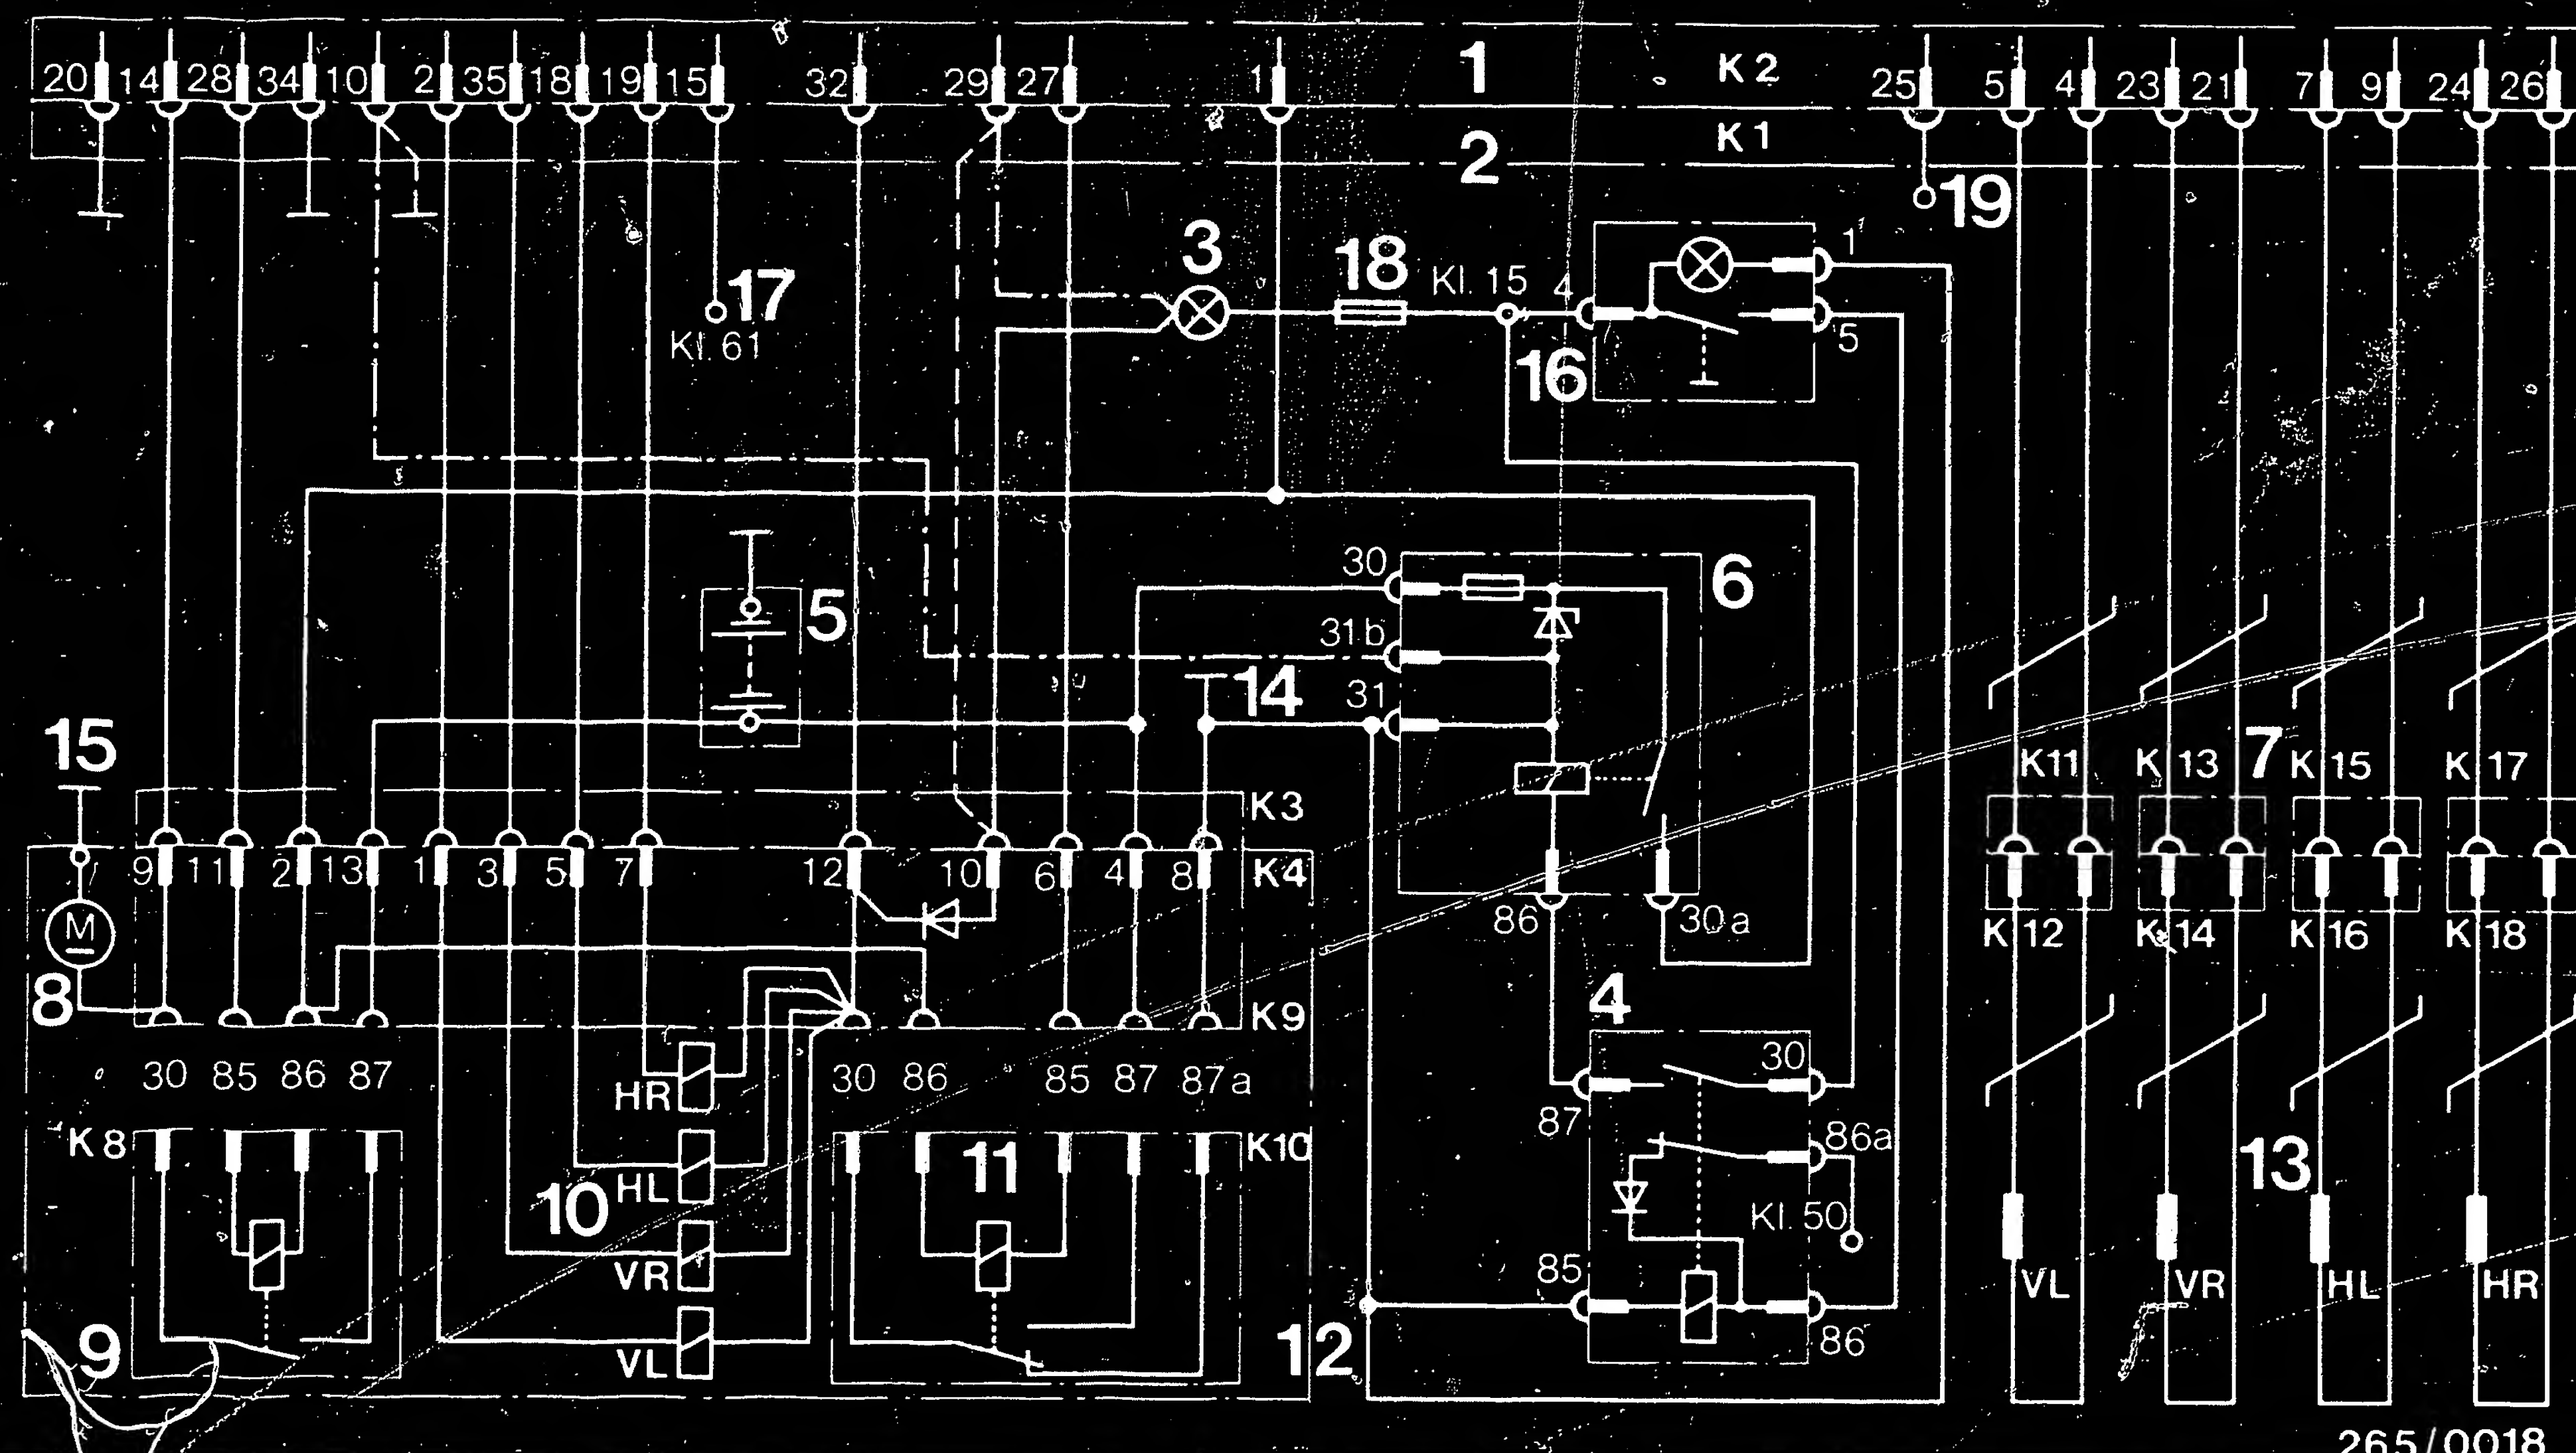 1 K2
20 14 28 34 10 2 35 18 19 15 32 29 27 1 25 5 4 23 21 7 9 24 26
2 K1
19
3 18 Kl. 15 4 1
17 5
Kl. 61 16
30 6
5 31b
14 31
15 7
K11 K13 K15 K17
K3
9 11 2 13 1 3 5 7 12 10 6 4 8 K4
M 86 30a
K12 K14 K16 K18
8 4
K9
30 85 86 87 30 86 85 87 87a 30
HR 87
K8 11 K10 86a
13
10 HL Kl. 50
VR 85 VL VR HL HR
9 VL 12 86
265/0018